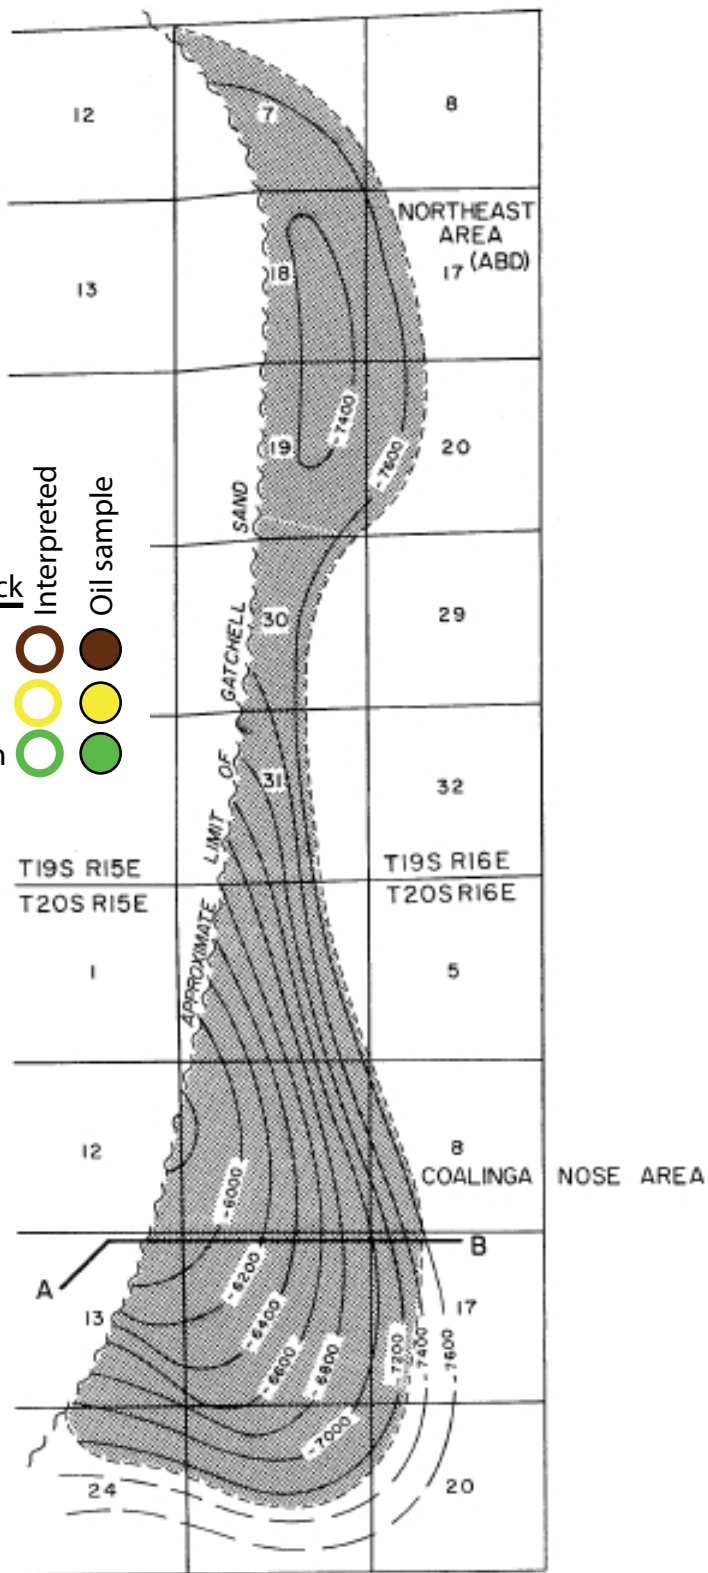 7
8
12
NORTHEAST
AREA
(ABD)
17
18
13
-7400
19
20
-7600
Interpreted
Oil sample
SAND
30
29
GATCHELL
OF
31
32
LIMIT
T19S R15E
T19S R16E
T20S R15E
T20S R16E
APPROXIMATE
1
5
12
8
COALINGA NOSE AREA
-6000
B
A
-6200
13
17
-6400
-6600
-6800
7200
-7400
-7600
-7000
24
20